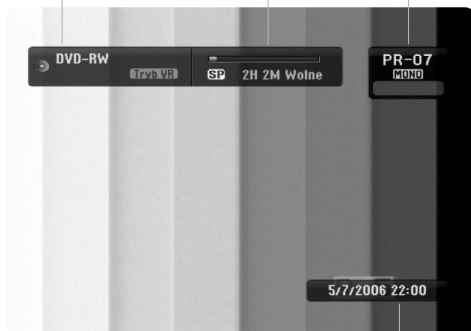 DVD-RW
Tryb VR
SP 2H 2M Wolne
PR-07
MONO
5/7/2006 22:00